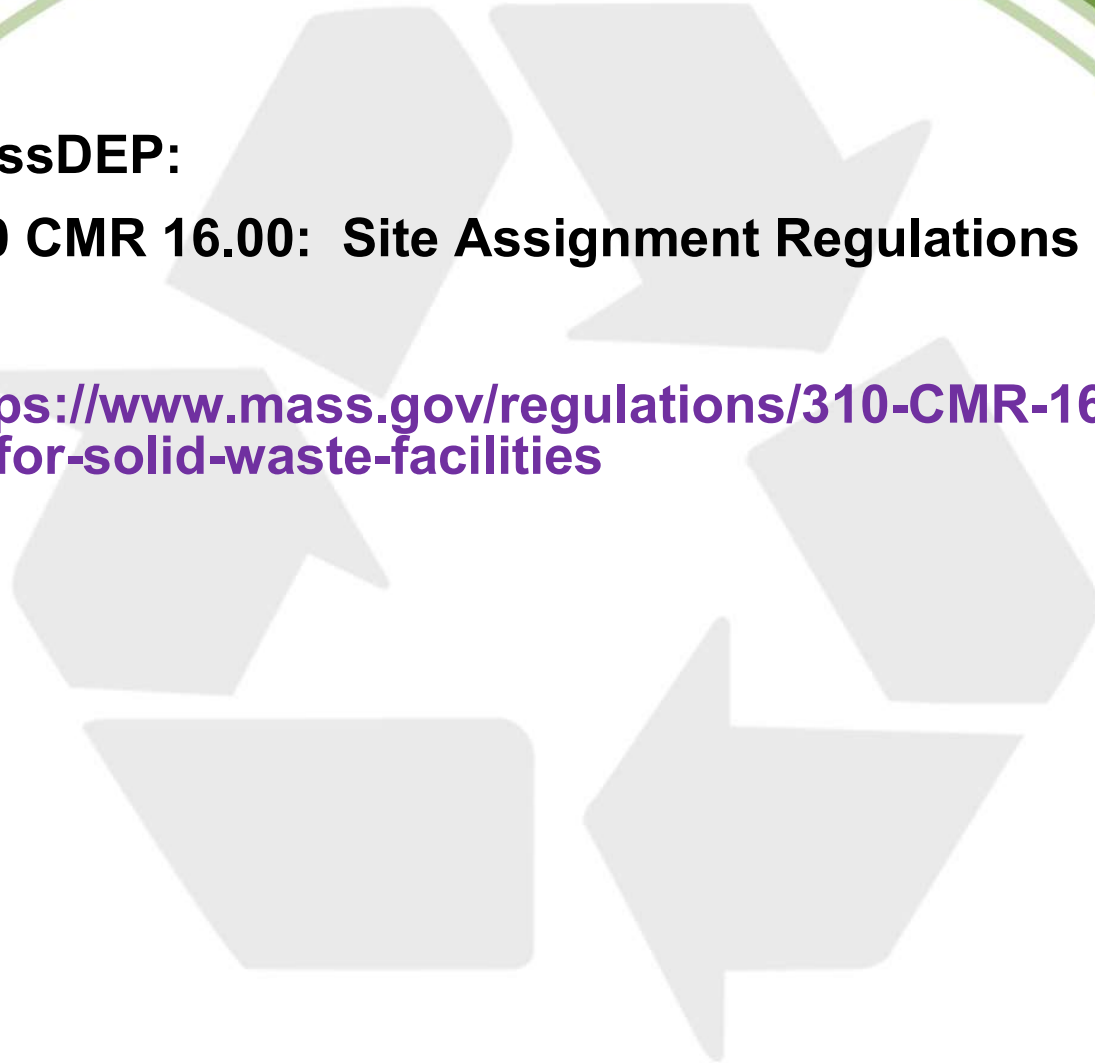 ssDEP:
0 CMR 16.00: Site Assignment Regulations
ps://www.mass.gov/regulations/310-CMR-16
for-solid-waste-facilities